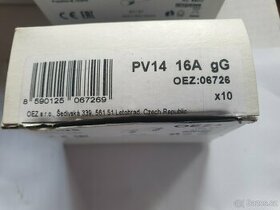 PV14 16A gG
OEZ:06726
x10
8 590125 067269
OEZ s.r.o., Šedivská 339, 561 51 Letohrad, Czech Republic